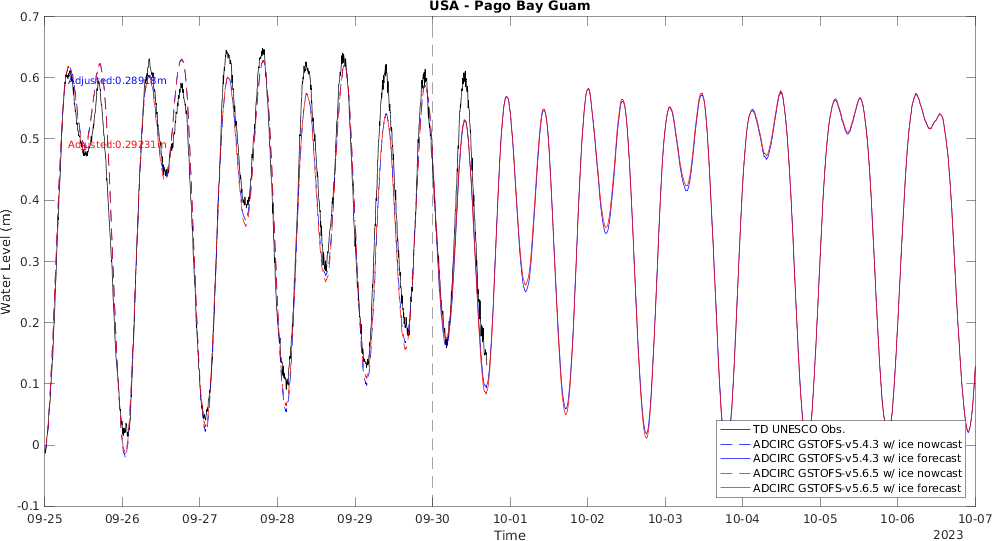 USA - Pago Bay Guam
0.7
0.6
0.5
0.4
0.3
0.2
0.1
0
-0.1
Water Level (m)
Adjusted:0.28913m
Adjusted:0.29231m
TD UNESCO Obs.
ADCIRC GSTOFS-v5.4.3 w/ ice nowcast
ADCIRC GSTOFS-v5.4.3 w/ ice forecast
ADCIRC GSTOFS-v5.6.5 w/ ice nowcast
ADCIRC GSTOFS-v5.6.5 w/ ice forecast
09-25 09-26 09-27 09-28 09-29 09-30 10-01 10-02 10-03 10-04 10-05 10-06 10-07
Time
2023